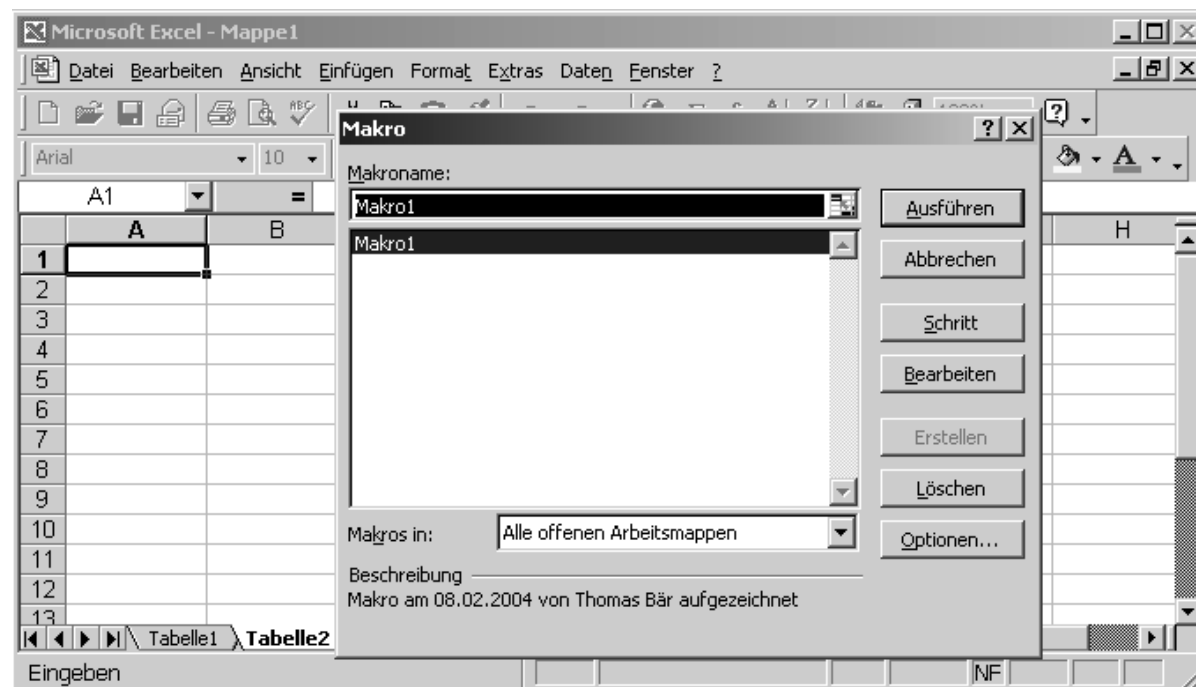 Microsoft Excel - Mappe1
Datei Bearbeiten Ansicht Einfügen Format Extras Daten Fenster ?
Arial 10
A1 =
A B H
1
2
3
4
5
6
7
8
9
10
11
12
13
Tabelle1 Tabelle2
Eingeben NF
Makro
Makroname:
Makro1
Makro1
Ausführen
Abbrechen
Schritt
Bearbeiten
Erstellen
Löschen
Optionen...
Makros in: Alle offenen Arbeitsmappen
Beschreibung
Makro am 08.02.2004 von Thomas Bär aufgezeichnet